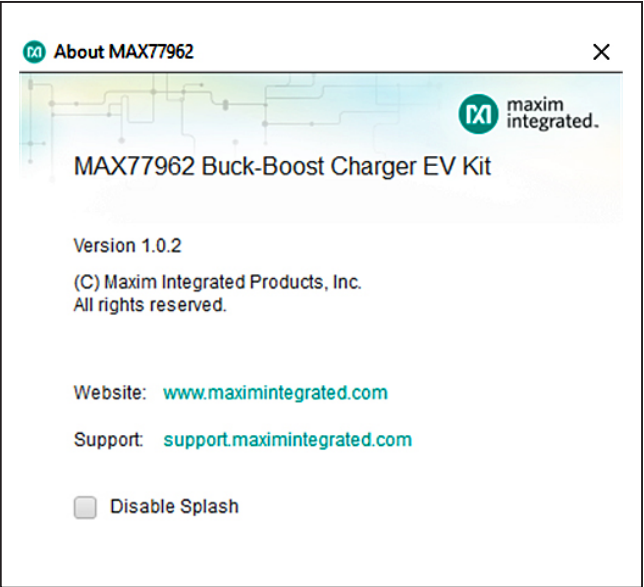 About MAX77962
maxim
integrated.
MAX77962 Buck-Boost Charger EV Kit
Version 1.0.2
(C) Maxim Integrated Products, Inc.
All rights reserved.
Website: www.maximintegrated.com
Support: support.maximintegrated.com
Disable Splash